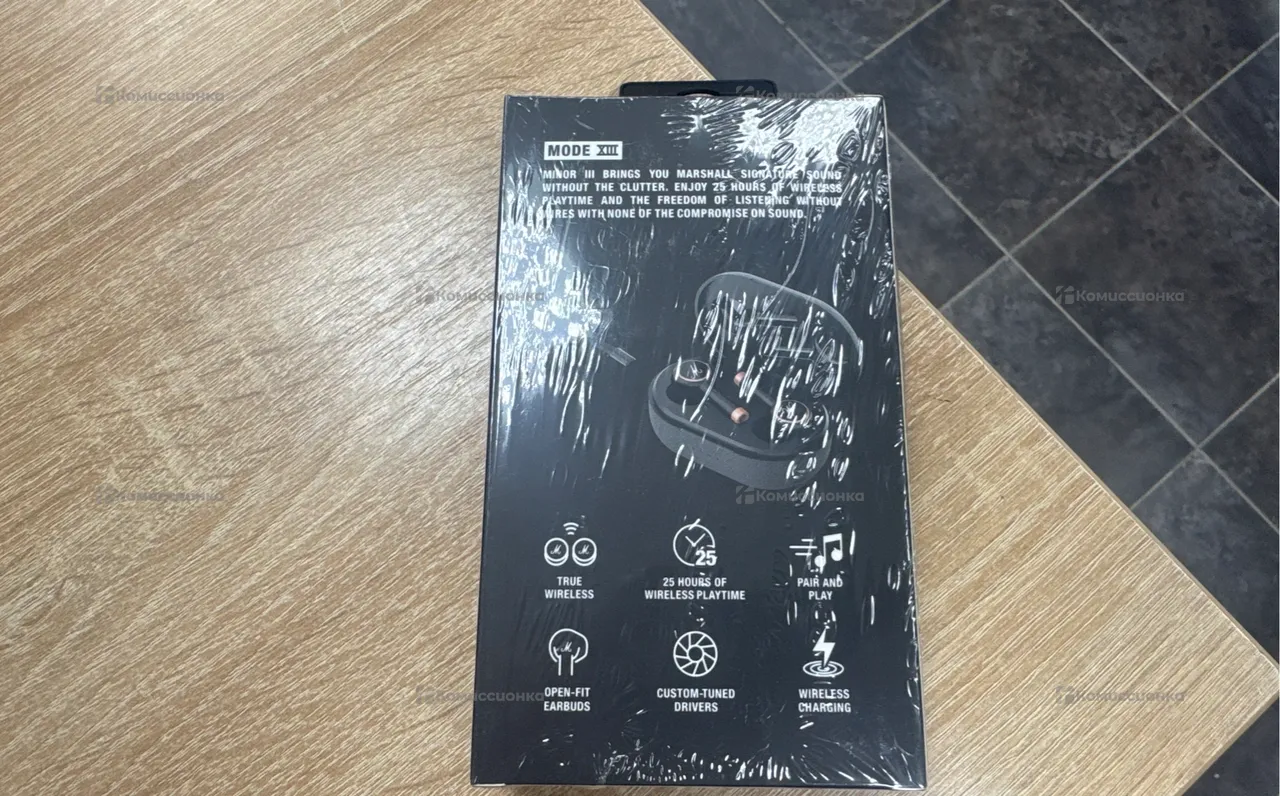 MODE XIII
MINOR III BRINGS YOU MARSHALL SIGNATURE SOUND
WITHOUT THE CLUTTER. ENJOY 25 HOURS OF WIRELESS
PLAYTIME AND THE FREEDOM OF LISTENING WITHOUT
WIRES WITH NONE OF THE COMPROMISE ON SOUND.
25
TRUE
WIRELESS
25 HOURS OF
WIRELESS PLAYTIME
PAIR AND
PLAY
OPEN-FIT
EARBUDS
CUSTOM-TUNED
DRIVERS
WIRELESS
CHARGING
Комиссионка
Комиссионка
Комиссионка
Комиссионка
Комиссионка
Комиссионка
Комиссионка
Комиссионка